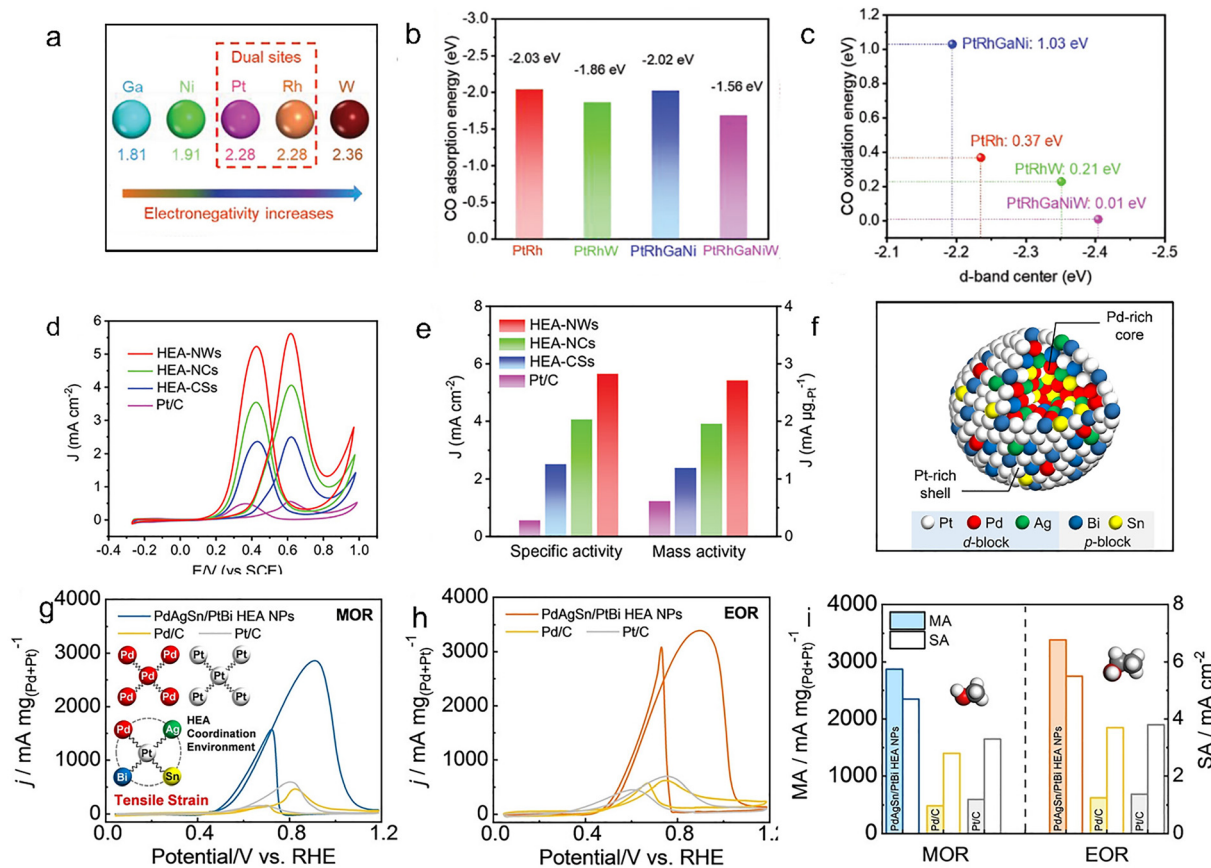 a
Dual sites
Ga Ni Pt Rh W
1.81 1.91 2.28 2.28 2.36
Electronegativity increases
b
CO adsorption energy (eV)
-3.0
-2.5
-2.0
-1.5
-1.0
-0.5
0.0
-2.03 eV
-1.86 eV
-2.02 eV
-1.56 eV
PtRh PtRhW PtRhGaNi PtRhGaNiW
c
CO oxidation energy (eV)
1.0
0.8
0.6
0.4
0.2
0.0
PtRhGaNi: 1.03 eV
PtRh: 0.37 eV
PtRhW: 0.21 eV
PtRhGaNiW: 0.01 eV
-2.1 -2.2 -2.3 -2.4 -2.5
d-band center (eV)
d
J (mA cm-2)
6
5
4
3
2
1
0
HEA-NWs
HEA-NCs
HEA-CSs
Pt/C
-0.4 -0.2 0.0 0.2 0.4 0.6 0.8 1.0
E/V (vs SCE)
e
J (mA cm-2)
8
6
4
2
0
HEA-NWs
HEA-NCs
HEA-CSs
Pt/C
4
3
2
1
0
J (mA μg-Pt-1)
Specific activity Mass activity
f
Pd-rich
core
Pt-rich
shell
Pt Pd Ag Bi Sn
d-block p-block
g
j / mA mg(Pd+Pt)-1
4000
3000
2000
1000
0
PdAgSn/PtBi HEA NPs MOR
Pd/C Pt/C
Pd Pd Pt Pt
Pd Pt
Pd Pd Pt Pt
Pd Ag
Pt
Bi Sn
HEA
Coordination
Environment
Tensile Strain
0.0 0.4 0.8 1.2
Potential/V vs. RHE
h
j / mA mg(Pd+Pt)-1
4000
3000
2000
1000
0
PdAgSn/PtBi HEA NPs EOR
Pd/C Pt/C
0.0 0.4 0.8 1.2
Potential/V vs. RHE
i
MA / mA mg(Pd+Pt)-1
4000
3000
2000
1000
0
MA
SA
PdAgSn/PtBi HEA NPs
Pd/C
Pt/C
PdAgSn/PtBi HEA NPs
Pd/C
Pt/C
8
6
4
2
0
SA / mA cm-2
MOR EOR